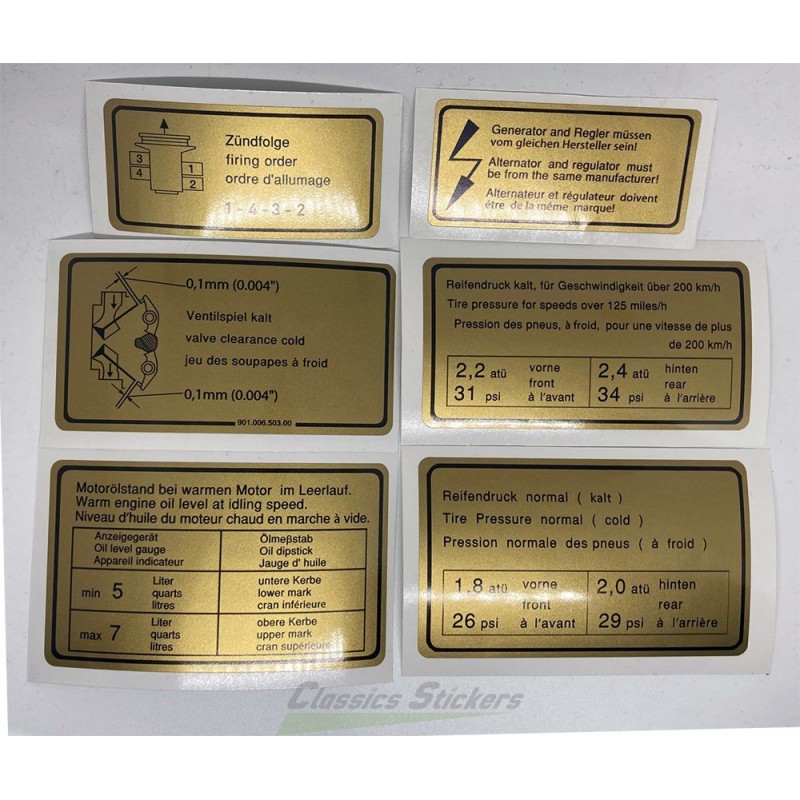 Zündfolge
firing order
ordre d'allumage
1-4-3-2
3
4
1
2
Generator and Regler müssen
vom gleichen Hersteller sein!
Alternator and regulator must
be from the same manufacturer!
Alternateur et régulateur doivent
être de la même marque!
0,1mm (0.004")
Ventilspiel kalt
valve clearance cold
jeu des soupapes à froid
0,1mm (0.004")
901.006.503.00
Reifendruck kalt, für Geschwindigkeit über 200 km/h
Tire pressure for speeds over 125 miles/h
Pression des pneus, à froid, pour une vitesse de plus
de 200 km/h
2,2 atü vorne 2,4 atü hinten
front rear
31 psi à l'avant 34 psi à l'arrière
Motorölstand bei warmen Motor im Leerlauf.
Warm engine oil level at idling speed.
Niveau d'huile du moteur chaud en marche à vide.
Anzeigegerät Ölmeβstab
Oil level gauge Oil dipstick
Appareil indicateur Jauge d' huile
Liter untere Kerbe
min 5 quarts lower mark
litres cran inférieure
Liter obere Kerbe
max 7 quarts upper mark
litres cran supérieure
Reifendruck normal ( kalt )
Tire Pressure normal ( cold )
Pression normale des pneus ( à froid )
1.8 atü vorne 2,0 atü hinten
front rear
26 psi à l'avant 29 psi à l'arrière
Classics Stickers